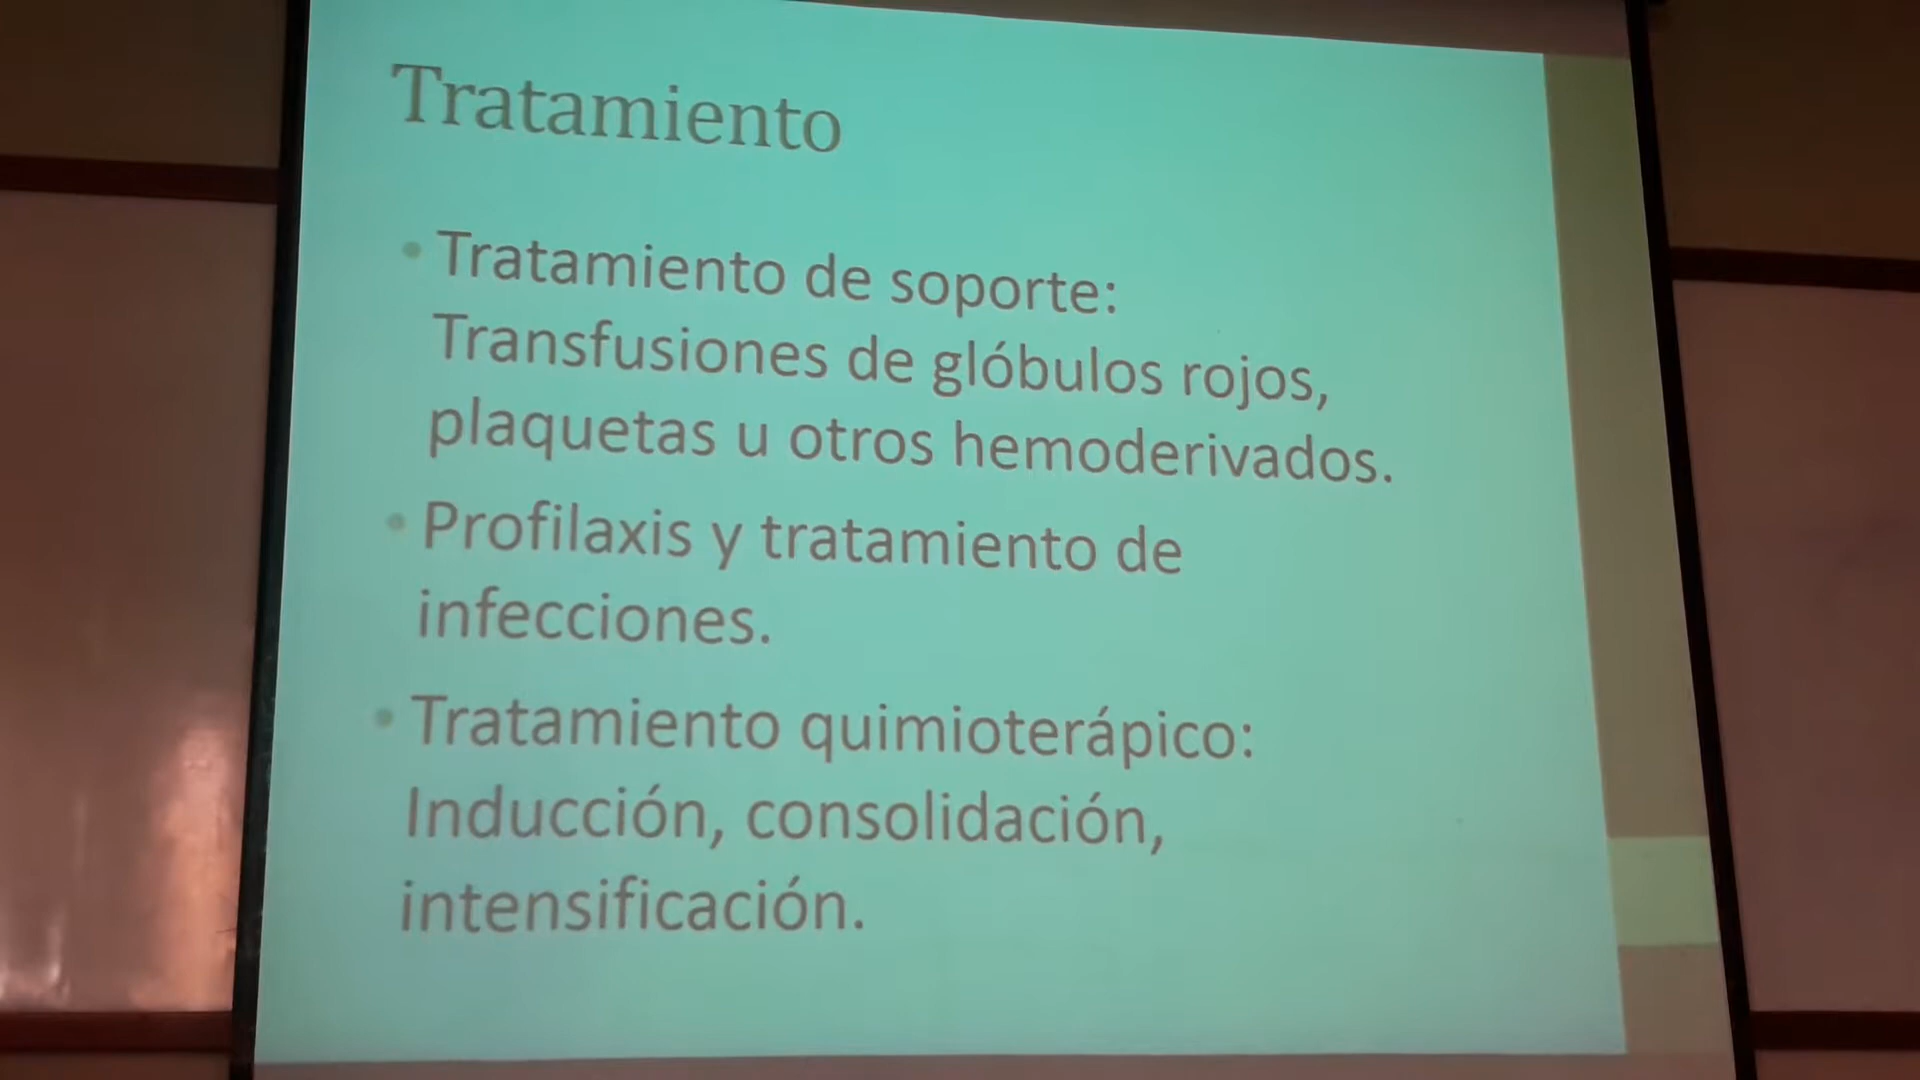 Tratamiento
• Tratamiento de soporte:
Transfusiones de glóbulos rojos,
plaquetas u otros hemoderivados.
• Profilaxis y tratamiento de
infecciones.
• Tratamiento quimioterápico:
Inducción, consolidación,
intensificación.